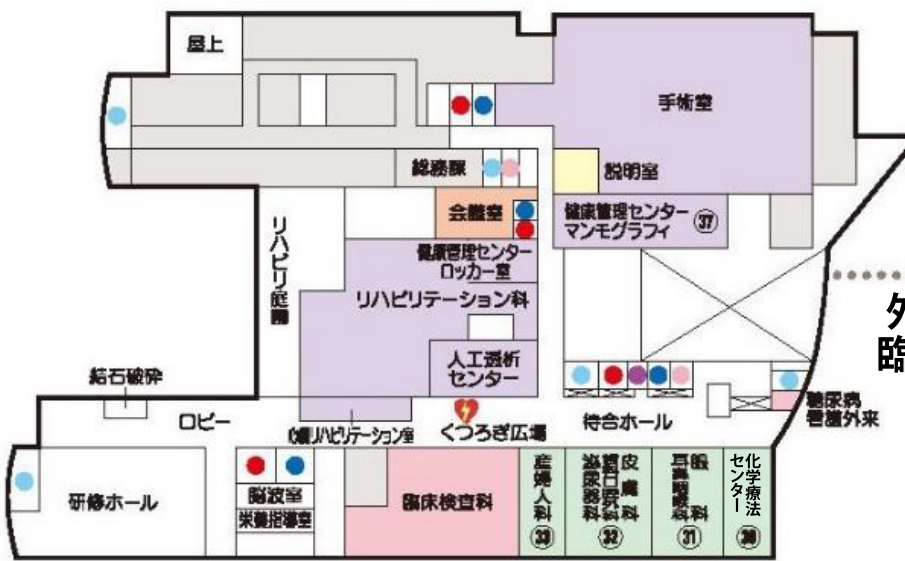 屋上
手術室
総務課
説明室
会議室
健康管理センター
マンモグラフィ
37
リハビリ庭園
健康管理センター
ロッカー室
リハビリテーション科
人工透析
センター
結石破砕
ロビー
心臓リハビリテーション室
くつろぎ広場
待合ホール
糖尿病
看護外来
研修ホール
脳波室
栄養指導室
臨床検査科
産婦人科
33
皮膚科
泌尿器科
32
眼科
31
化学療法
センター
30
臨